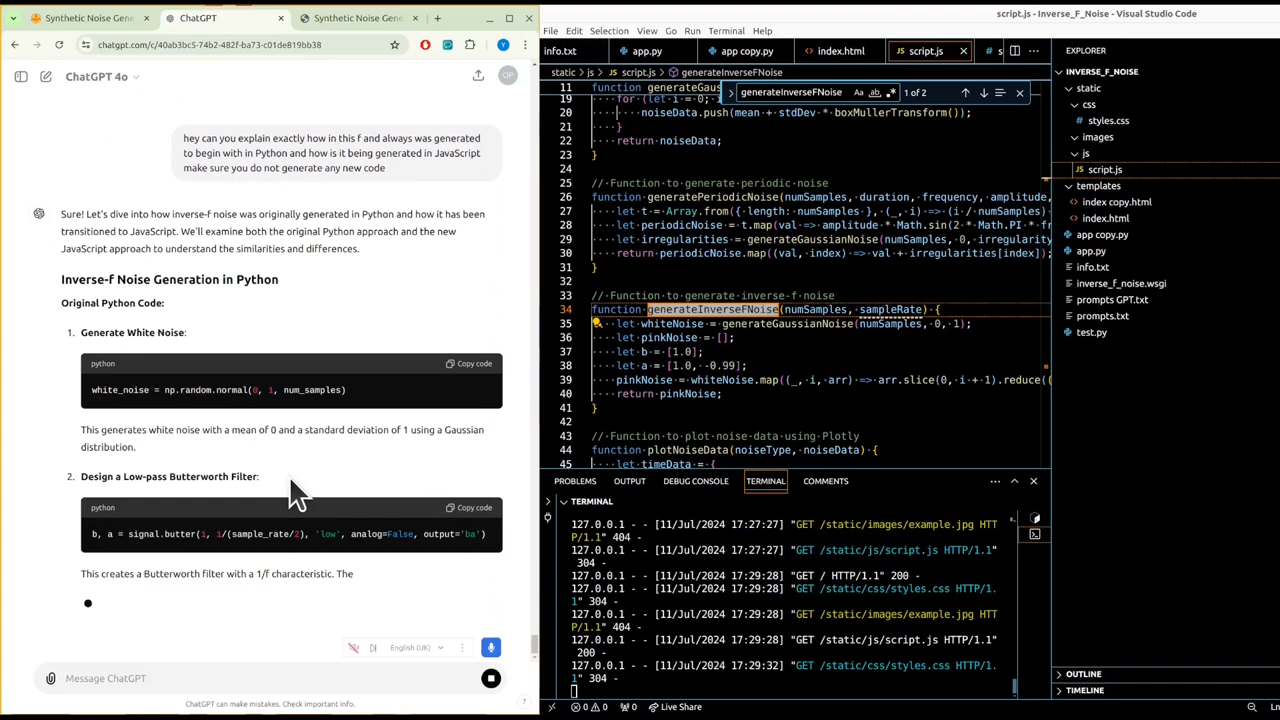 script.js - Inverse_F_Noise - Visual Studio Code
Synthetic Noise Gene
ChatGPT
Synthetic Noise Gen
chatgpt.com/c/40ab3bc5-74b2-482f-ba73-c01de819bb38
ChatGPT 4o
OP
hey can you explain exactly how in this f and always was generated
to begin with in Python and how is it being generated in JavaScript
make sure you do not generate any new code
Sure! Let's dive into how inverse-f noise was originally generated in Python and how it has been
transitioned to JavaScript. We'll examine both the original Python approach and the new
JavaScript approach to understand the similarities and differences.
Inverse-f Noise Generation in Python
Original Python Code:
1. Generate White Noise:
python
Copy code
white_noise = np.random.normal(0, 1, num_samples)
This generates white noise with a mean of 0 and a standard deviation of 1 using a Gaussian
distribution.
2. Design a Low-pass Butterworth Filter:
python
Copy code
b, a = signal.butter(1, 1/(sample_rate/2), 'low', analog=False, output='ba')
This creates a Butterworth filter with a 1/f characteristic. The
English (UK)
Message ChatGPT
ChatGPT can make mistakes. Check important info.
?
File Edit Selection View Go Run Terminal Help
info.txt
app.py
app copy.py
index.html
script.js
# s
static > js > script.js > generateInverseFNoise
generateInverseFNoise
Aa ab
1 of 2
11 function generateGaus
19 for (let i = 0; i
20 noiseData.push(mean + stdDev * boxMullerTransform());
21 }
22 return noiseData;
23 }
24
25 // Function to generate periodic noise
26 function generatePeriodicNoise(numSamples, duration, frequency, amplitude,
27 let t = Array.from({ length: numSamples }, (_, i) => (i / numSamples)
28 let periodicNoise = t.map(val => amplitude * Math.sin(2 * Math.PI * fr
29 let irregularities = generateGaussianNoise(numSamples, 0, irregularity
30 return periodicNoise.map((val, index) => val + irregularities[index]);
31 }
32
33 // Function to generate inverse-f noise
34 function generateInverseFNoise(numSamples, sampleRate) {
35 let whiteNoise = generateGaussianNoise(numSamples, 0, 1);
36 let pinkNoise = [];
37 let b = [1.0];
38 let a = [1.0, -0.99];
39 pinkNoise = whiteNoise.map((_, i, arr) => arr.slice(0, i + 1).reduce((
40 return pinkNoise;
41 }
42
43 // Function to plot noise data using Plotly
44 function plotNoiseData(noiseType, noiseData) {
45 let timeData = {
PROBLEMS OUTPUT DEBUG CONSOLE TERMINAL COMMENTS
TERMINAL
127.0.0.1 - - [11/Jul/2024 17:27:27] "GET /static/images/example.jpg HTT
P/1.1" 404 -
127.0.0.1 - - [11/Jul/2024 17:27:27] "GET /static/js/script.js HTTP/1.1"
304 -
127.0.0.1 - - [11/Jul/2024 17:29:28] "GET / HTTP/1.1" 200 -
127.0.0.1 - - [11/Jul/2024 17:29:28] "GET /static/css/styles.css HTTP/1.
1" 304 -
127.0.0.1 - - [11/Jul/2024 17:29:28] "GET /static/images/example.jpg HTT
P/1.1" 404 -
127.0.0.1 - - [11/Jul/2024 17:29:28] "GET /static/js/script.js HTTP/1.1"
200 -
127.0.0.1 - - [11/Jul/2024 17:29:32] "GET /static/css/styles.css HTTP/1.
1" 304 -
0 0 0 Live Share
EXPLORER
INVERSE_F_NOISE
static
css
# styles.css
images
js
script.js
templates
index copy.html
index.html
app copy.py
app.py
info.txt
inverse_f_noise.wsgi
prompts GPT.txt
prompts.txt
test.py
OUTLINE
TIMELINE